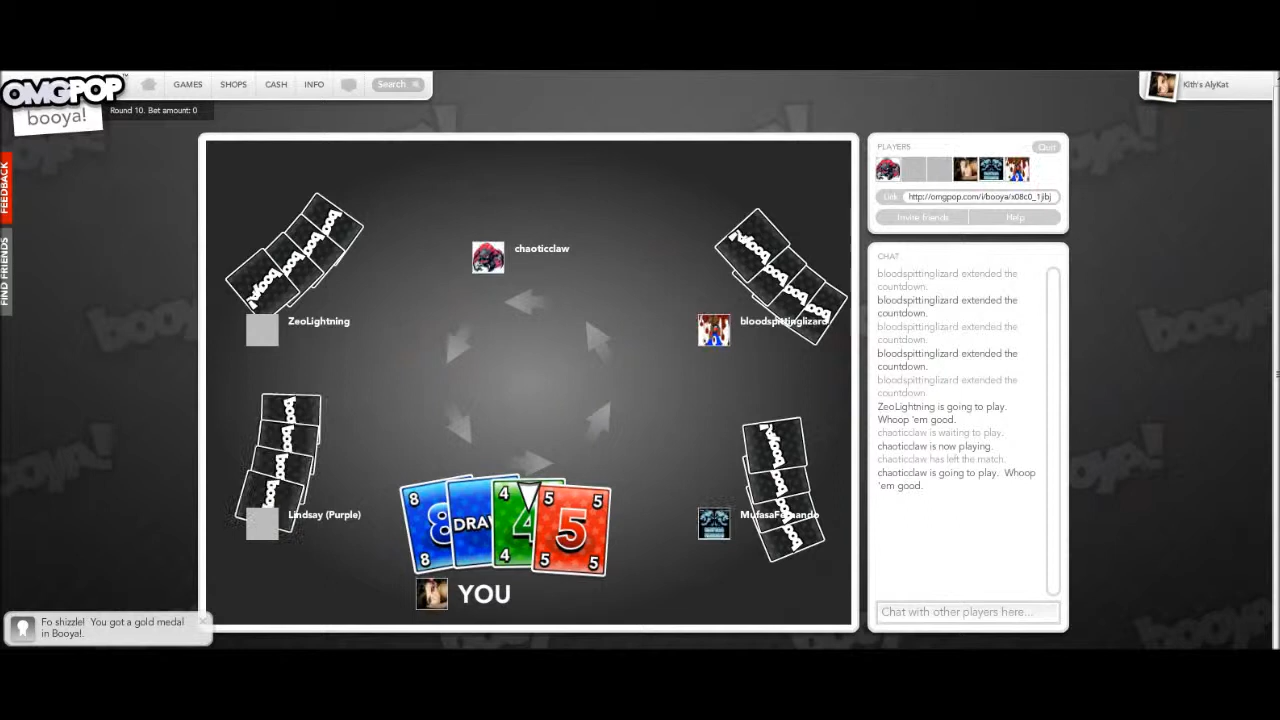 OMGPOP™
booya!
GAMES SHOPS CASH INFO Search
Round 10. Bet amount: 0
Kith's AlyKat
FEEDBACK
FIND FRIENDS
chaoticclaw
ZeoLightning
bloodspittinglizard
Lindsay (Purple)
8 8 8
DRA
4 4 4
5 5 5 5 5
YOU
PLAYERS Quit
Link http://omgpop.com/i/booya/x08c0_1jibj
Invite friends Help
CHAT
bloodspittinglizard extended the
countdown.
bloodspittinglizard extended the
countdown.
bloodspittinglizard extended the
countdown.
bloodspittinglizard extended the
countdown.
bloodspittinglizard extended the
countdown.
ZeoLightning is going to play.
Whoop 'em good.
chaoticclaw is waiting to play.
chaoticclaw is now playing.
chaoticclaw has left the match.
chaoticclaw is going to play. Whoop
'em good.
Chat with other players here...
Fo shizzle! You got a gold medal
in Booya!.